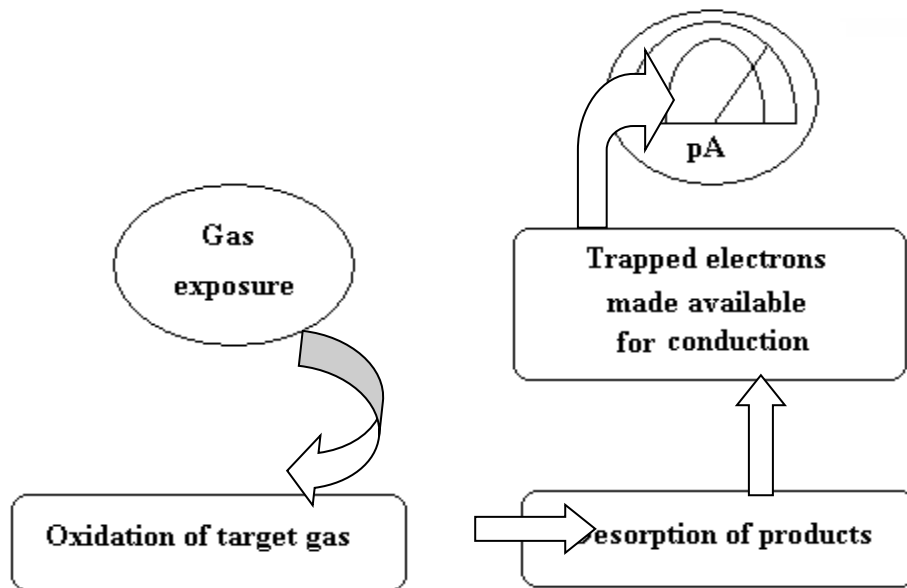 Gas
exposure
Oxidation of target gas
Desorption of products
Trapped electrons
made available
for conduction
pA